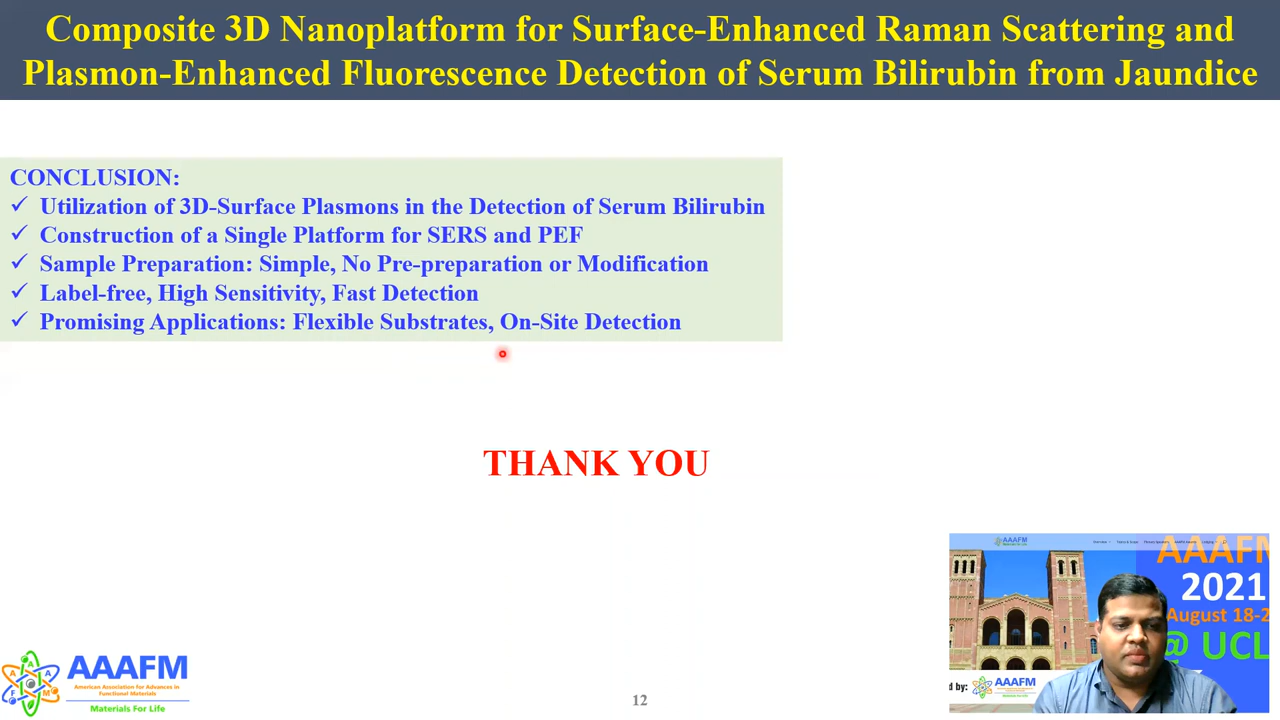 Composite 3D Nanoplatform for Surface-Enhanced Raman Scattering and
Plasmon-Enhanced Fluorescence Detection of Serum Bilirubin from Jaundice
CONCLUSION:
✓ Utilization of 3D-Surface Plasmons in the Detection of Serum Bilirubin
✓ Construction of a Single Platform for SERS and PEF
✓ Sample Preparation: Simple, No Pre-preparation or Modification
✓ Label-free, High Sensitivity, Fast Detection
✓ Promising Applications: Flexible Substrates, On-Site Detection
THANK YOU
AAAFM
American Association for Advances in
Functional Materials
Materials For Life
12
AAAFM
AAAFM
2021
August 18-2
@ UCL
d by:
AAAFM